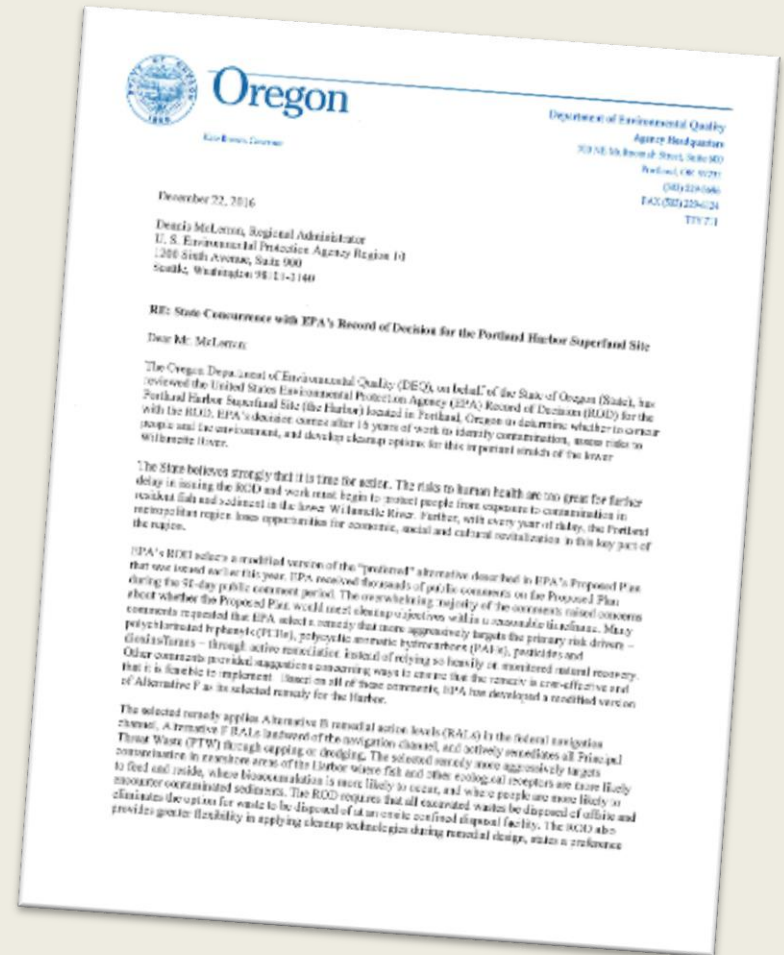 Oregon
Kate Brown, Governor
Department of Environmental Quality
Agency Headquarters
Portland, OR
December 22, 2016
Dennis McLerran, Regional Administrator
U. S. Environmental Protection Agency Region 10
1200 Sixth Avenue, Suite 900
Seattle, Washington 98101-3140
RE: State Concurrence with EPA's Record of Decision for the Portland Harbor Superfund Site
Dear Mr. McLerran:
The Oregon Department of Environmental Quality (DEQ), on behalf of the State of Oregon (State), has
reviewed the United States Environmental Protection Agency (EPA) Record of Decision (ROD) for the
Portland Harbor Superfund Site (the Harbor) located in Portland, Oregon to determine whether to concur
with the ROD. EPA's decision comes after 16 years of work to identify contamination, assess risks to
people and the environment, and develop cleanup options for this important stretch of the lower
Willamette River.
The State believes strongly that it is time for action. The risks to human health are too great for further
delay in issuing the ROD and work must begin to protect people from exposure to contamination in
resident fish and sediment in the lower Willamette River. Further, with every year of delay, the Portland
metropolitan region loses opportunities for economic, social and cultural revitalization in this key part of
the region.
EPA's ROD selects a modified version of the "preferred" alternative described in EPA's Proposed Plan
that was issued earlier this year. EPA received thousands of public comments on the Proposed Plan
during the 91-day public comment period. The overwhelming majority of the comments raised concerns
about whether the Proposed Plan would meet cleanup objectives within a reasonable timeframe. Many
comments requested that EPA select a remedy that more aggressively targets the primary risk drivers –
polychlorinated biphenyls (PCBs), polycyclic aromatic hydrocarbons (PAHs), pesticides and
dioxins/furans – through active remediation instead of relying so heavily on monitored natural recovery.
Other comments provided suggestions concerning ways to ensure that the remedy is cost-effective and
that it is feasible to implement. Based on all of these comments, EPA has developed a modified version
of Alternative F as its selected remedy for the Harbor.
The selected remedy applies Alternative B remedial action levels (RALs) in the federal navigation
channel, Alternative F RALs landward of the navigation channel, and actively remediates all Principal
Threat Waste (PTW) through capping or dredging. The selected remedy more aggressively targets
contamination in nearshore areas of the Harbor where fish and other ecological receptors are more likely
to feed and reside, where bioaccumulation is more likely to occur, and where people are more likely to
encounter contaminated sediments. The ROD requires that all excavated wastes be disposed of offsite and
eliminates the option for waste to be disposed of at an onsite confined disposal facility. The ROD also
provides greater flexibility in applying cleanup technologies during remedial design, states a preference